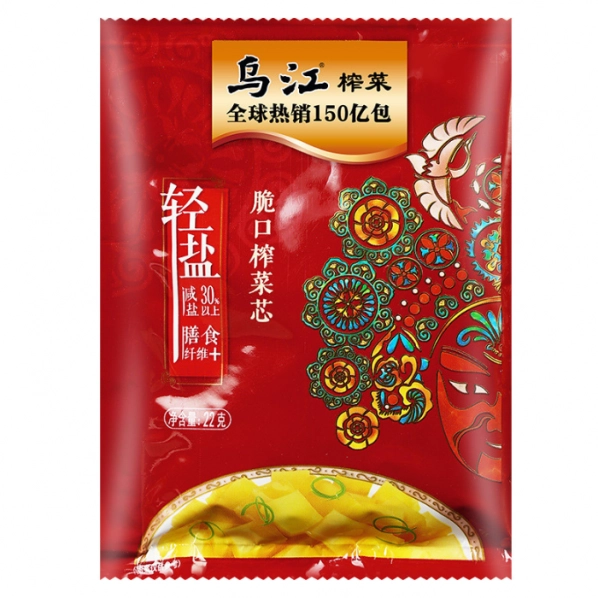 乌江® 榨菜
全球热销150亿包
脆口榨菜芯
轻盐
减盐30%以上
膳食纤维+
净含量:22克